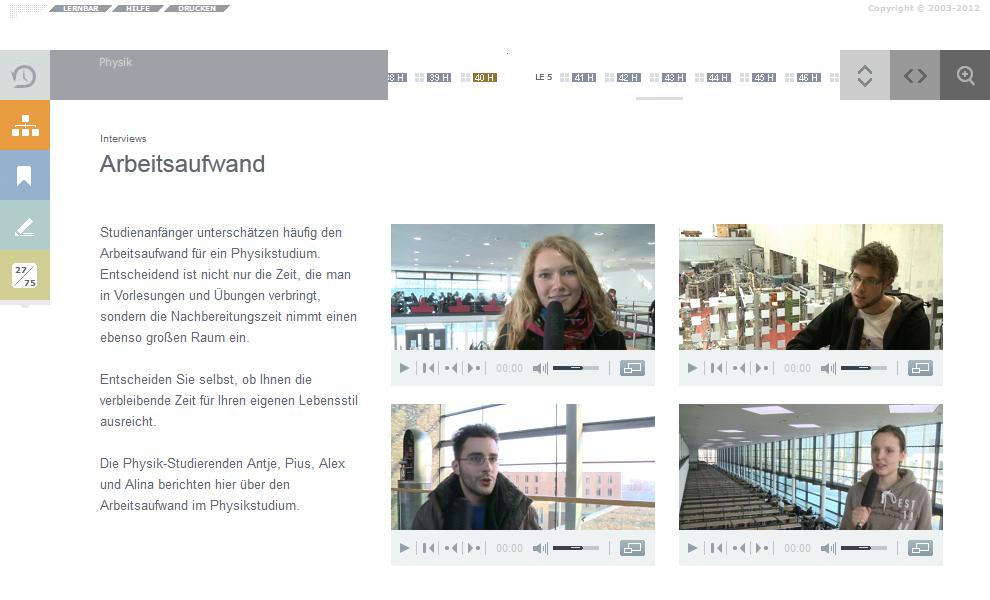 LERNBAR HILFE DRUCKEN
Copyright © 2003-2012
Physik
38 H 39 H 40 H LE 5 41 H 42 H 43 H 44 H 45 H 46 H
27/75
Interviews
Arbeitsaufwand
Studienanfänger unterschätzen häufig den
Arbeitsaufwand für ein Physikstudium.
Entscheidend ist nicht nur die Zeit, die man
in Vorlesungen und Übungen verbringt,
sondern die Nachbereitungszeit nimmt einen
ebenso großen Raum ein.
Entscheiden Sie selbst, ob Ihnen die
verbleibende Zeit für Ihren eigenen Lebensstil
ausreicht.
Die Physik-Studierenden Antje, Pius, Alex
und Alina berichten hier über den
Arbeitsaufwand im Physikstudium.
00:00
00:00
00:00
00:00